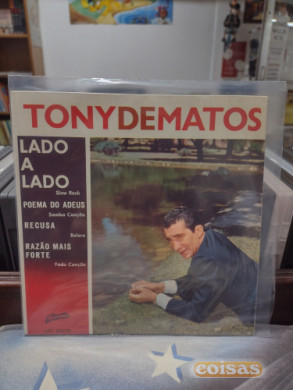 TONYDEMATOS
LADO
A
LADO
Slow Rock
POEMA DO ADEUS
Samba Canção
RECUSA
Bolero
RAZÃO MAIS
FORTE
Fado Canção
coisas